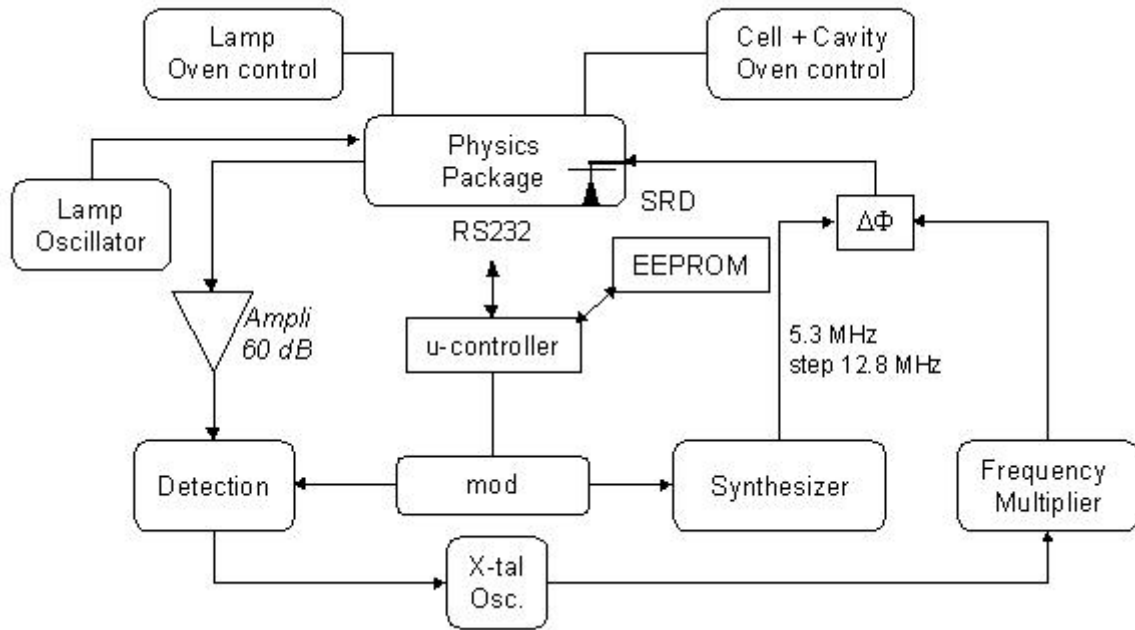 Lamp
Oven control
Cell + Cavity
Oven control
Physics
Package
SRD
Lamp
Oscillator
RS232
ΔΦ
EEPROM
Ampli
60 dB
u-controller
5.3 MHz
step 12.8 MHz
Detection
mod
Synthesizer
Frequency
Multiplier
X-tal
Osc.